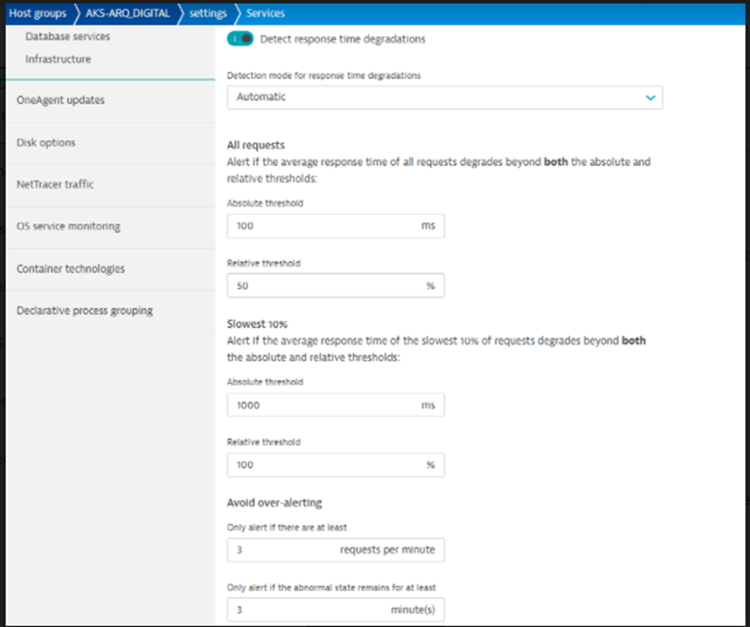 Host groups AKS-ARQ_DIGITAL settings Services
Database services
Infrastructure
OneAgent updates
Disk options
NetTracer traffic
OS service monitoring
Container technologies
Declarative process grouping
Detect response time degradations
Detection mode for response time degradations
Automatic
All requests
Alert if the average response time of all requests degrades beyond both the absolute and
relative thresholds:
Absolute threshold
100 ms
Relative threshold
50 %
Slowest 10%
Alert if the average response time of the slowest 10% of requests degrades beyond both
the absolute and relative thresholds:
Absolute threshold
1000 ms
Relative threshold
100 %
Avoid over-alerting
Only alert if there are at least
3 requests per minute
Only alert if the abnormal state remains for at least
3 minute(s)